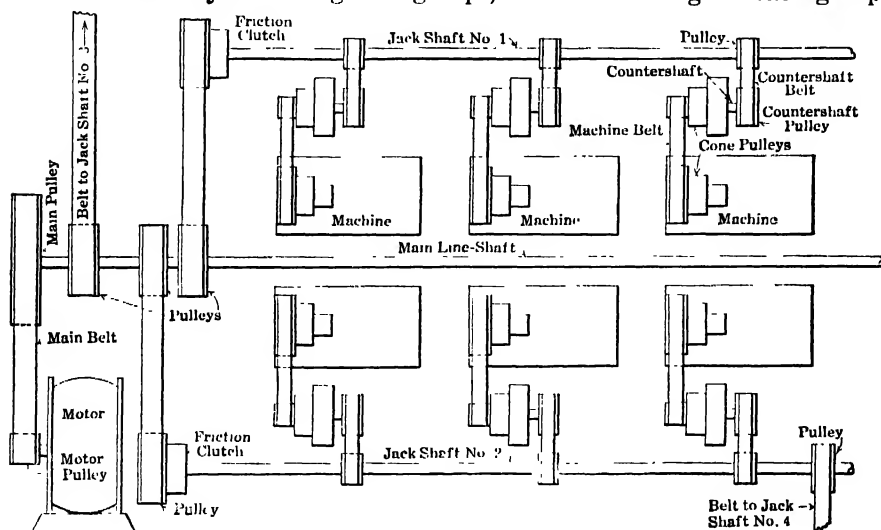 Friction
Clutch
Jack Shaft No. 1
Pulley
Countershaft
Countershaft
Belt
Countershaft
Pulley
Machine Belt
Cone Pulleys
Belt to Jack Shaft No. 3
Main Pulley
Machine
Machine
Machine
Main Line-Shaft
Pulleys
Main Belt
Motor
Motor
Pulley
Friction
Clutch
Jack Shaft No. 2
Pulley
Pulley
Belt to Jack
Shaft No. 4